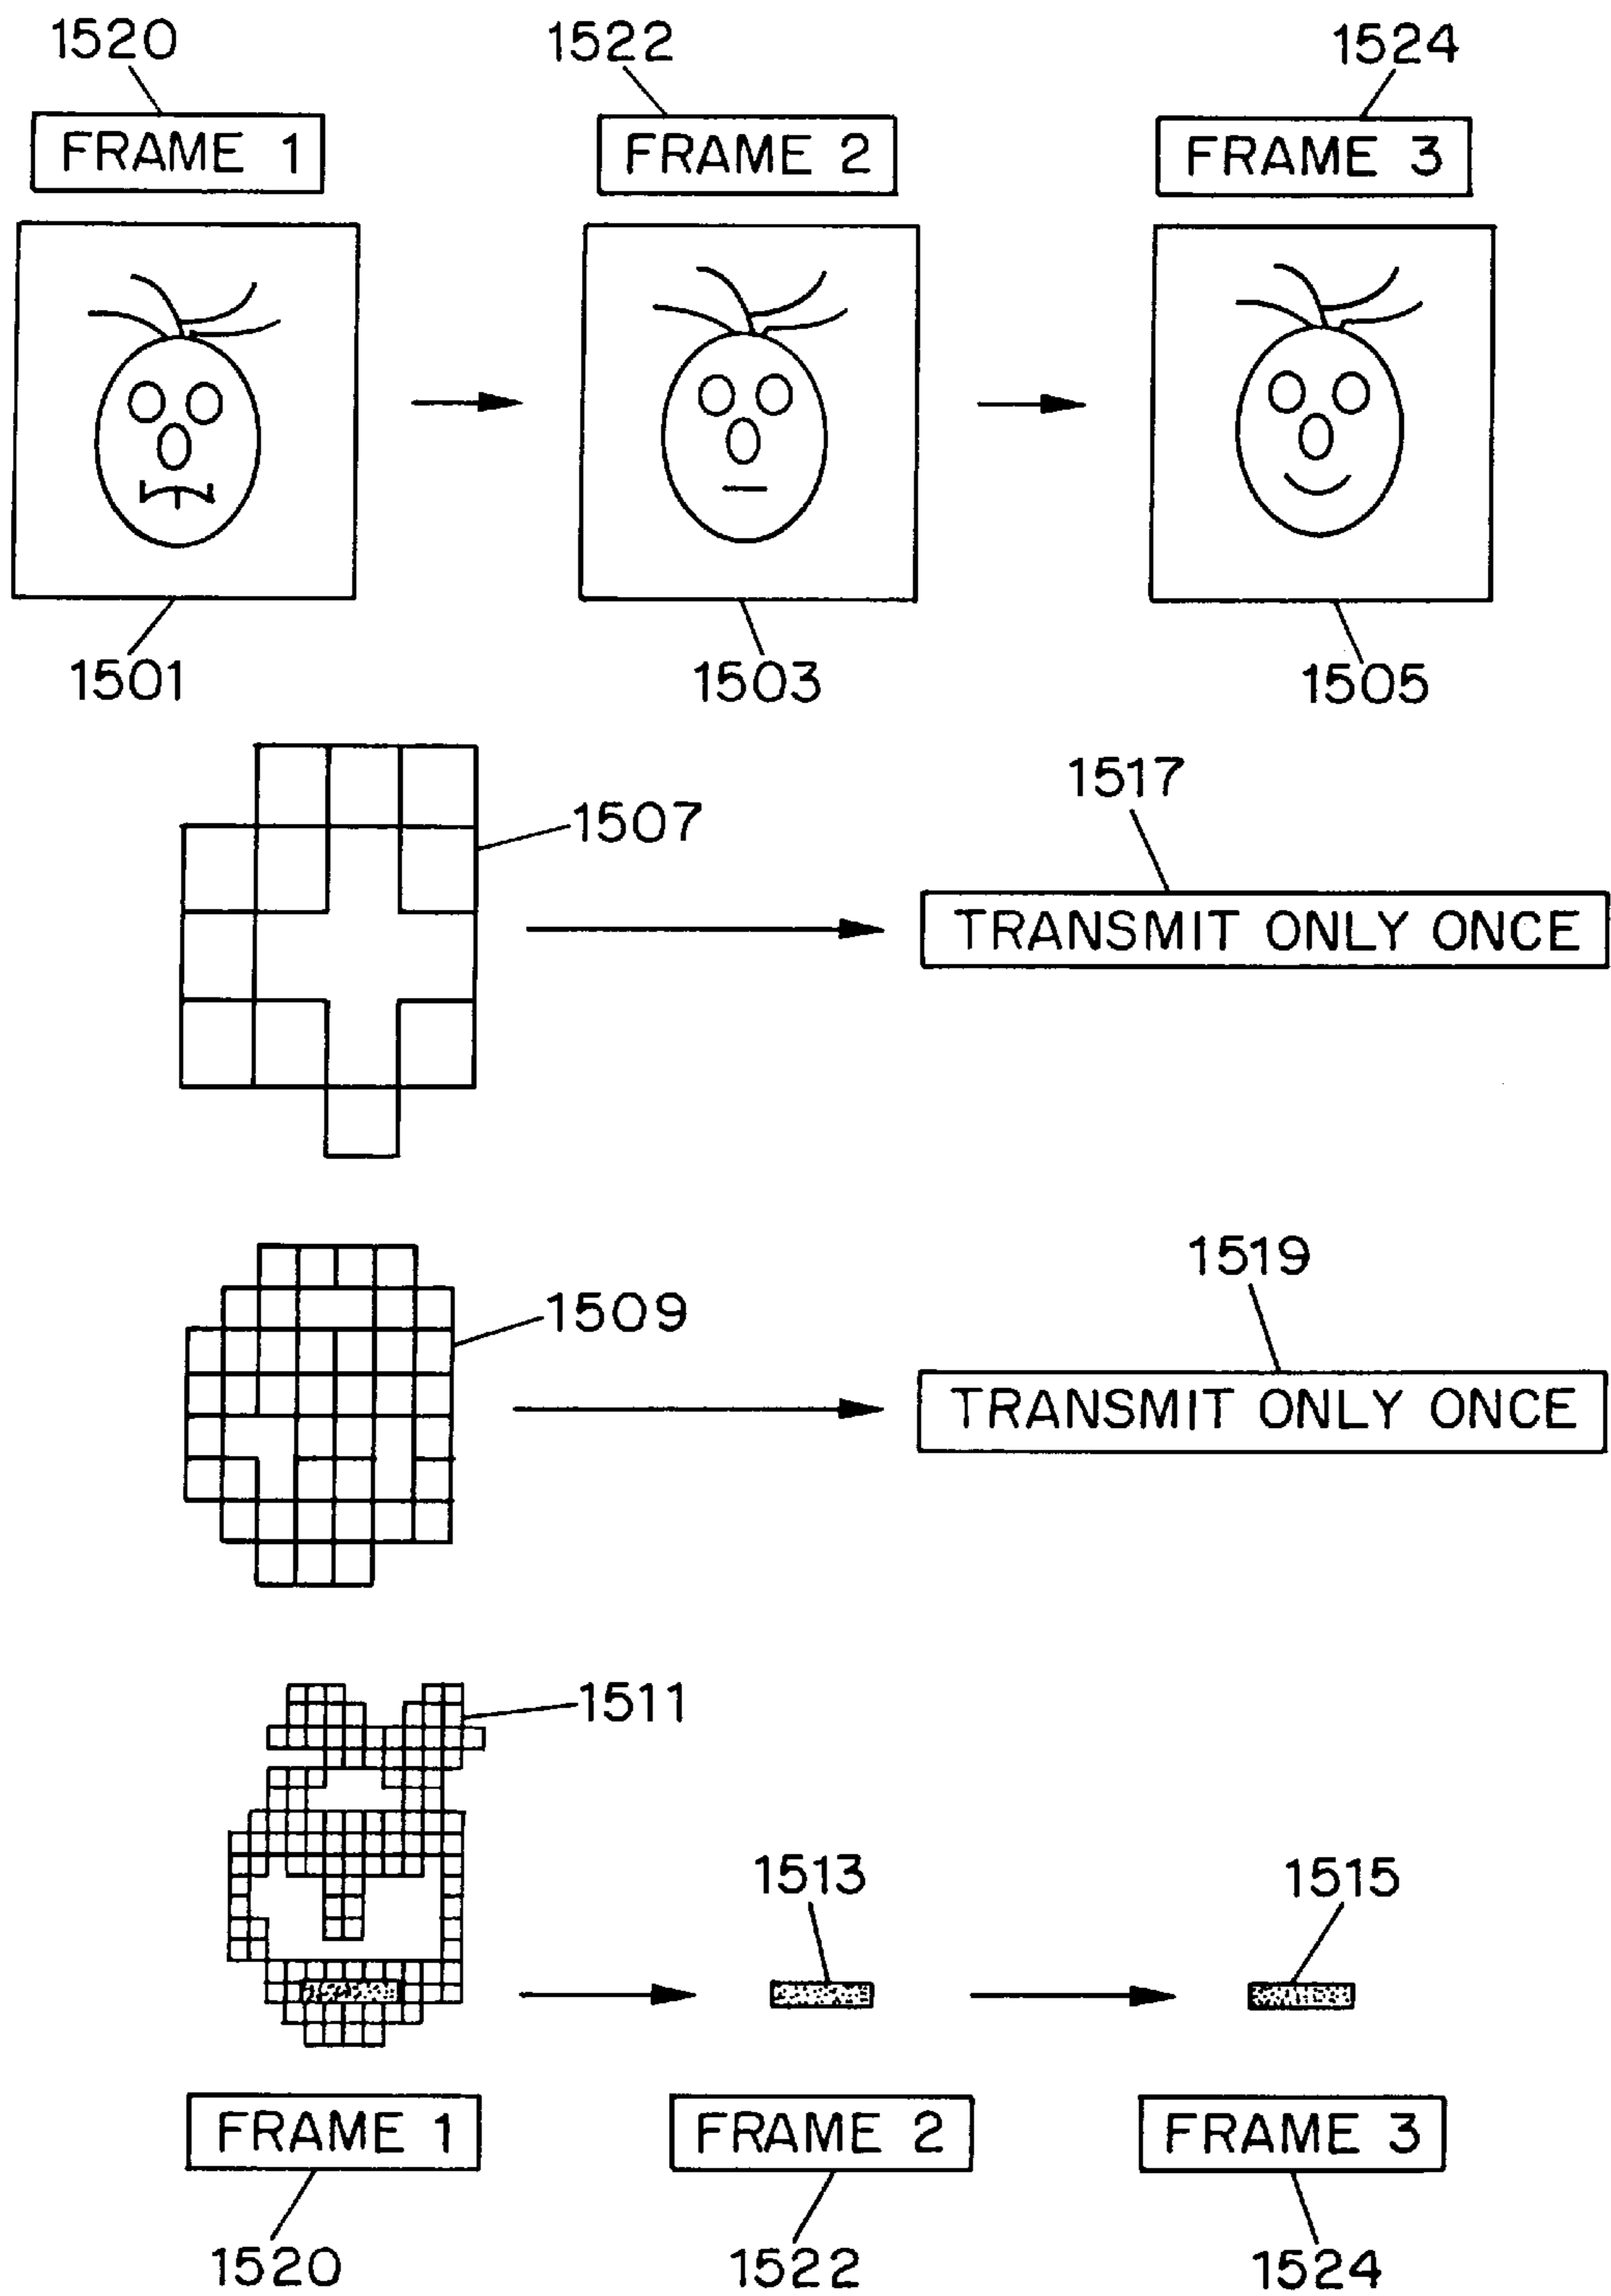 1520 1522 1524
FRAME 1 FRAME 2 FRAME 3
1501 1503 1505
1517
1507
TRANSMIT ONLY ONCE
1519
1509
TRANSMIT ONLY ONCE
1511
1513 1515
FRAME 1 FRAME 2 FRAME 3
1520 1522 1524